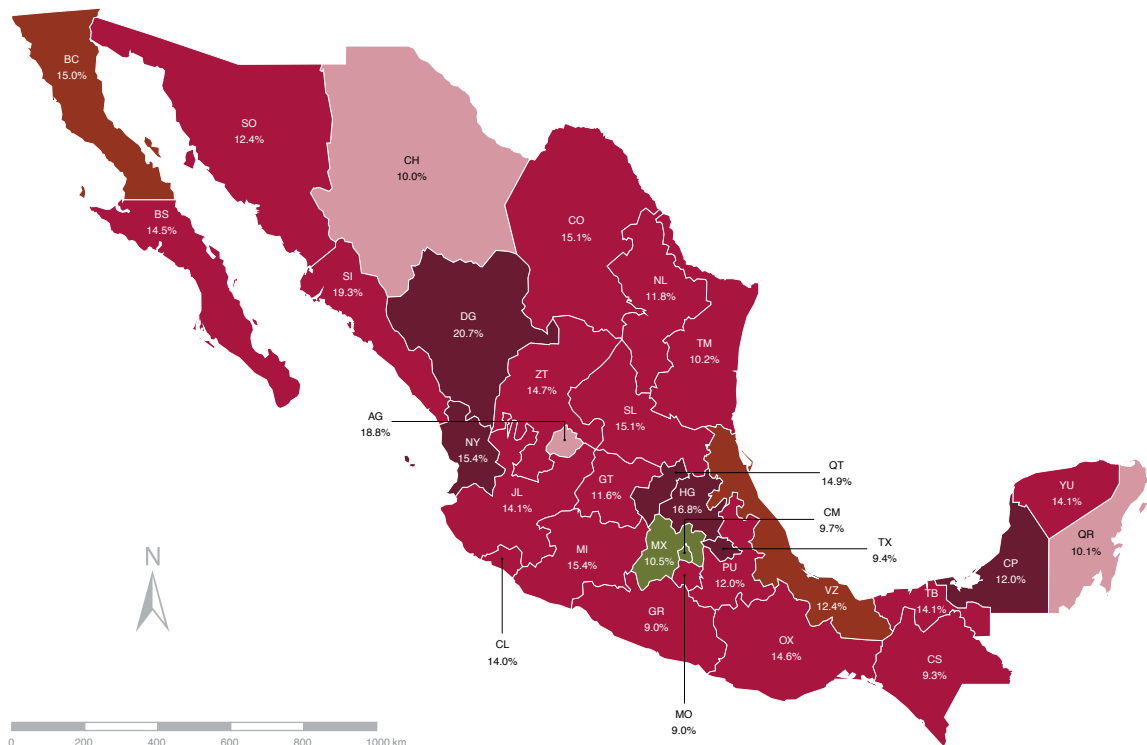 BC
15.0%
SO
12.4%
CH
10.0%
BS
14.5%
CO
15.1%
SI
19.3%
NL
11.8%
DG
20.7%
TM
10.2%
ZT
14.7%
SL
15.1%
AG
18.8%
NY
15.4%
QT
14.9%
GT
11.6%
HG
16.8%
JL
14.1%
CM
9.7%
YU
14.1%
QR
10.1%
TX
9.4%
MX
10.5%
MI
15.4%
PU
12.0%
CP
12.0%
VZ
12.4%
TB
14.1%
GR
9.0%
OX
14.6%
CS
9.3%
CL
14.0%
MO
9.0%
N
0 200 400 600 800 1000 km